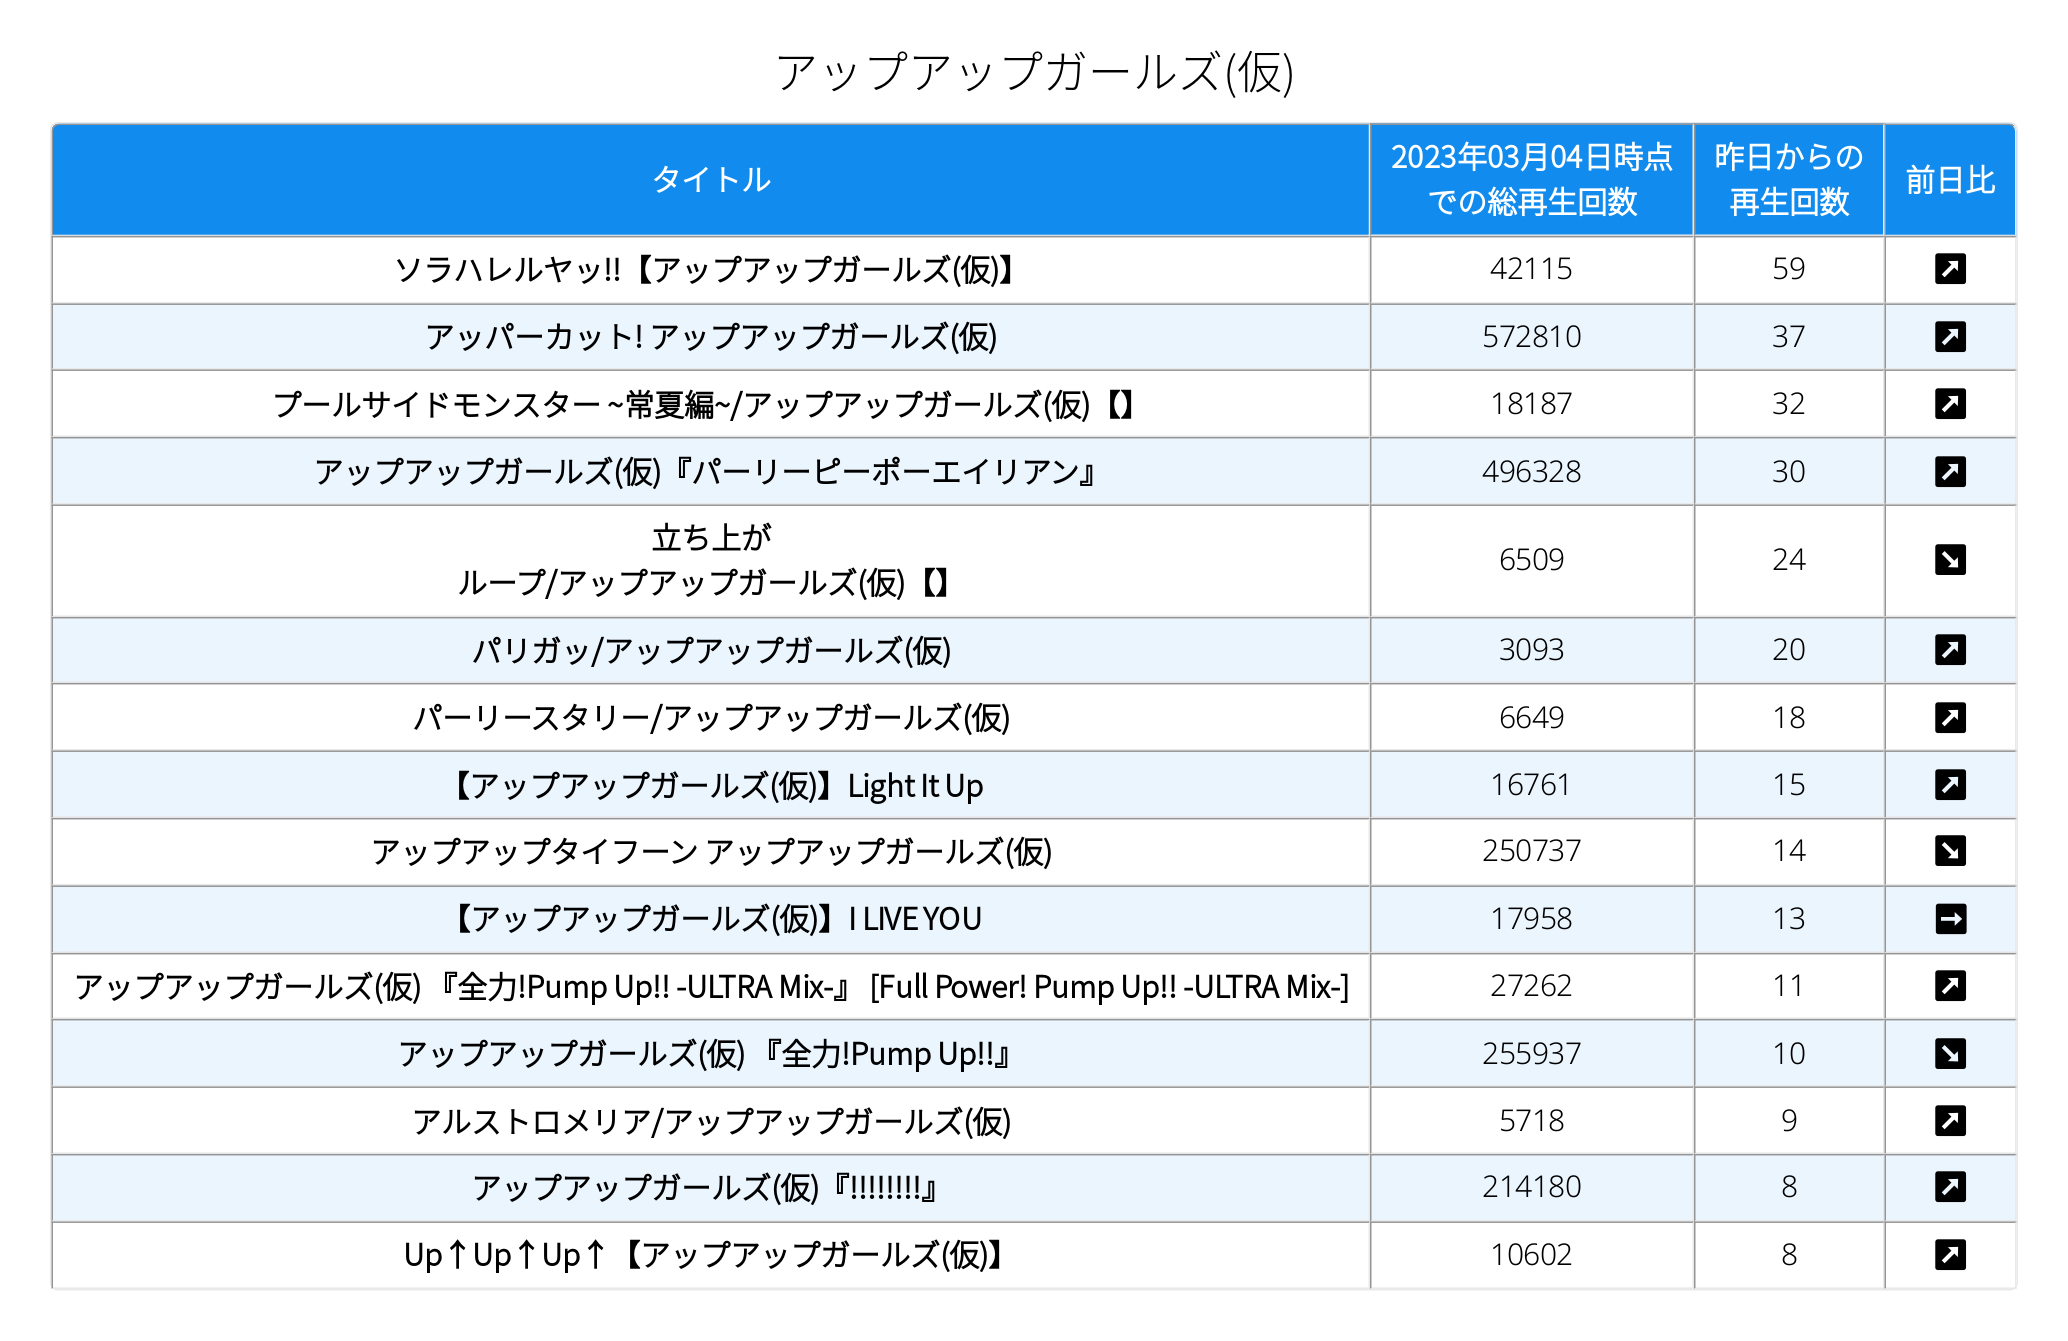 アップアップガールズ(仮)
タイトル
2023年03月04日時点
での総再生回数
昨日からの
再生回数
前日比
ソラハレルヤッ!!【アップアップガールズ(仮)】 42115 59 ↗
アッパーカット! アップアップガールズ(仮) 572810 37 ↗
プールサイドモンスター ~常夏編~/アップアップガールズ(仮)【】 18187 32 ↗
アップアップガールズ(仮)『パーリーピーポーエイリアン』 496328 30 ↗
立ち上が
ループ/アップアップガールズ(仮)【】 6509 24 ↘
パリガッ/アップアップガールズ(仮) 3093 20 ↗
パーリースタリー/アップアップガールズ(仮) 6649 18 ↗
【アップアップガールズ(仮)】Light It Up 16761 15 ↗
アップアップタイフーン アップアップガールズ(仮) 250737 14 ↘
【アップアップガールズ(仮)】I LIVE YOU 17958 13 →
アップアップガールズ(仮) 『全力!Pump Up!! -ULTRA Mix-』 [Full Power! Pump Up!! -ULTRA Mix-] 27262 11 ↗
アップアップガールズ(仮) 『全力!Pump Up!!』 255937 10 ↘
アルストロメリア/アップアップガールズ(仮) 5718 9 ↗
アップアップガールズ(仮)『!!!!!!!!』 214180 8 ↗
Up↑Up↑Up↑【アップアップガールズ(仮)】 10602 8 ↗